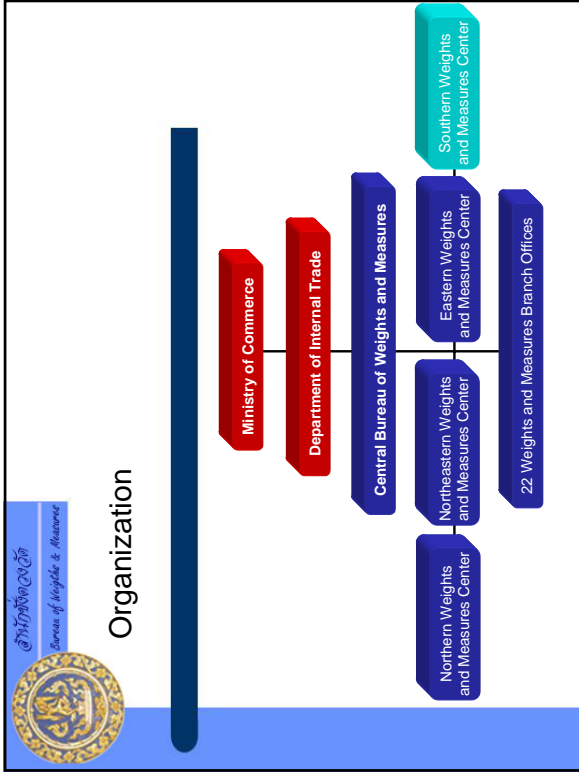 สำนักชั่งตวงวัด
Bureau of Weigths & Measures
Organization
Ministry of Commerce
Department of Internal Trade
Central Bureau of Weights and Measures
Northern Weights
and Measures Center
Northeastern Weights
and Measures Center
Eastern Weights
and Measures Center
Southern Weights
and Measures Center
22 Weights and Measures Branch Offices